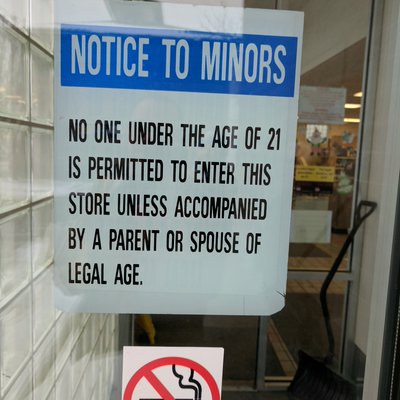 NOTICE TO MINORS
NO ONE UNDER THE AGE OF 21
IS PERMITTED TO ENTER THIS
STORE UNLESS ACCOMPANIED
BY A PARENT OR SPOUSE OF
LEGAL AGE.